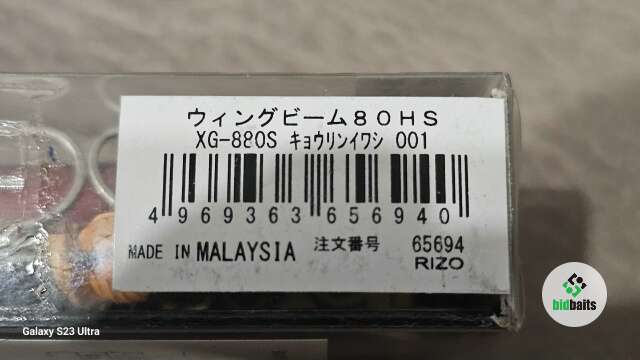 ウィングビーム８０ＨＳ
XG-880S ｷｮｳﾘﾝｲﾜｼ 001
4 969363 656940
MADE IN MALAYSIA 注文番号 65694
RIZO
bidbaits
Galaxy S23 Ultra